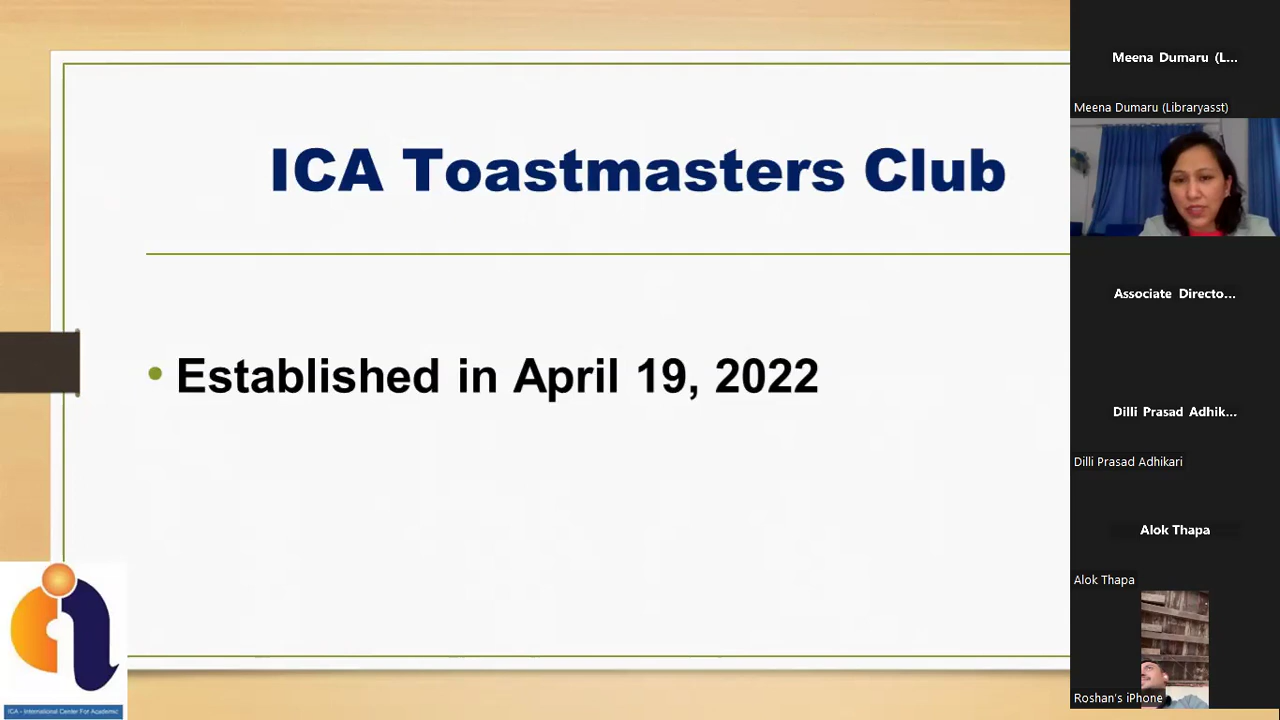 ICA Toastmasters Club
• Established in April 19, 2022
ICA - International Center For Academic
Meena Dumaru (L...
Meena Dumaru (Libraryasst)
Associate Directo...
Dilli Prasad Adhik...
Dilli Prasad Adhikari
Alok Thapa
Alok Thapa
Roshan's iPhone